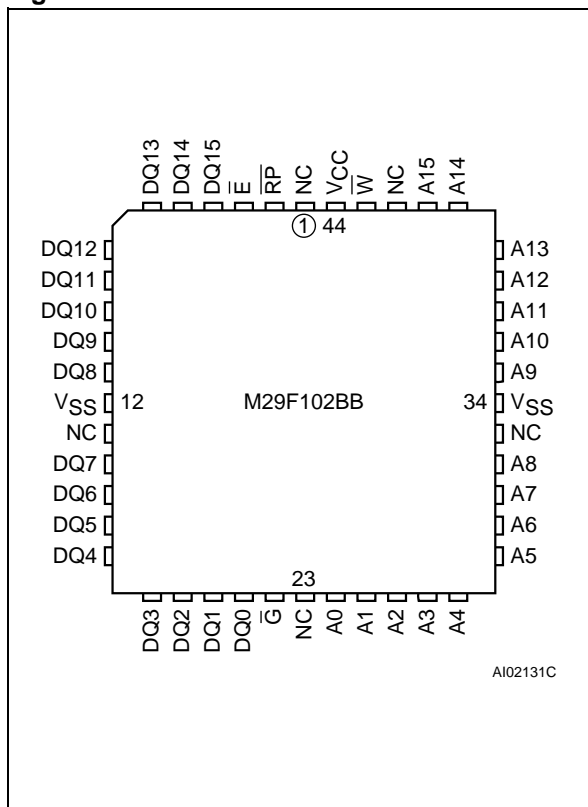 DQ13 DQ14 DQ15 E RP NC VCC W NC A15 A14
1 44
DQ12 A13
DQ11 A12
DQ10 A11
DQ9 A10
DQ8 A9
VSS 12 M29F102BB 34 VSS
NC NC
DQ7 A8
DQ6 A7
DQ5 A6
DQ4 A5
23
DQ3 DQ2 DQ1 DQ0 G NC A0 A1 A2 A3 A4
AI02131C